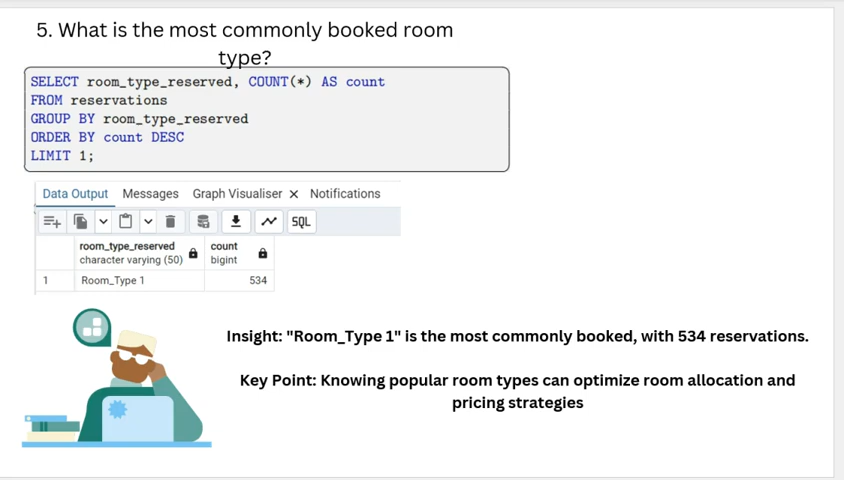 5. What is the most commonly booked room
type?
SELECT room_type_reserved, COUNT(*) AS count
FROM reservations
GROUP BY room_type_reserved
ORDER BY count DESC
LIMIT 1;
Data Output Messages Graph Visualiser × Notifications
SQL
room_type_reserved count
character varying (50) bigint
1 Room_Type 1 534
Insight: "Room_Type 1" is the most commonly booked, with 534 reservations.
Key Point: Knowing popular room types can optimize room allocation and
pricing strategies